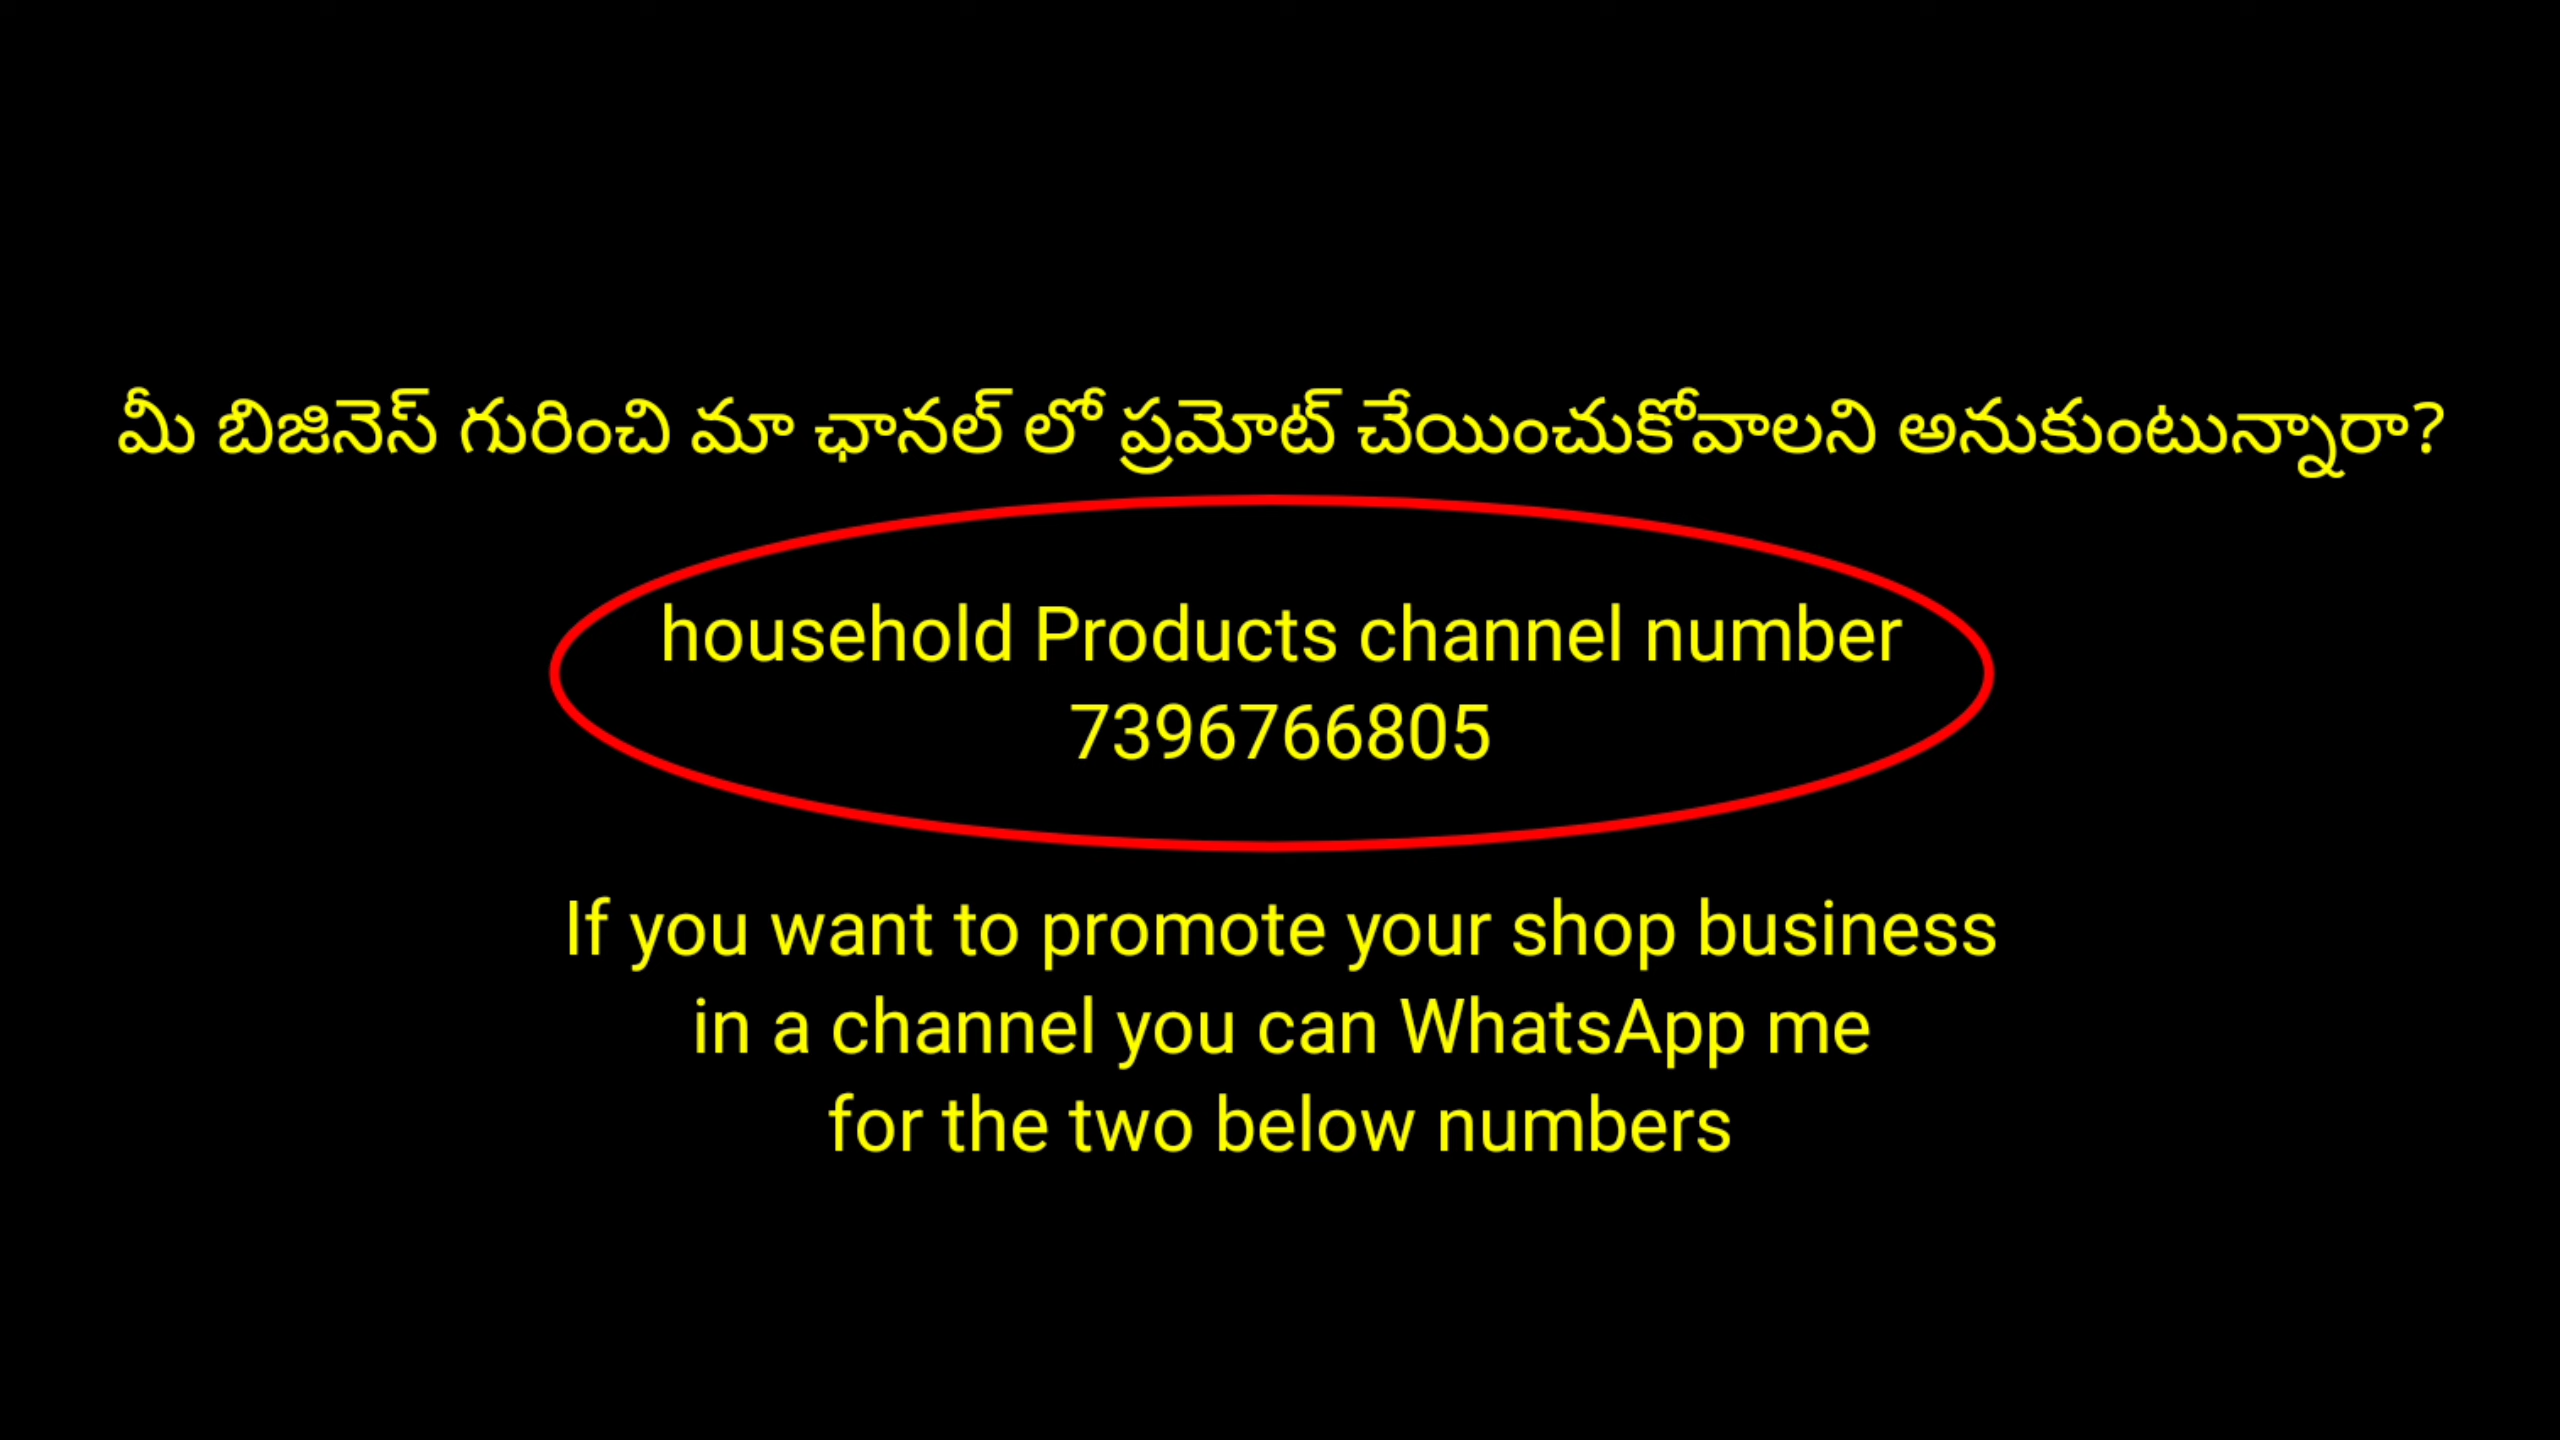 మీ బిజినెస్ గురించి మా ఛానల్ లో ప్రమోట్ చేయించుకోవాలని అనుకుంటున్నారా?
household Products channel number
7396766805
If you want to promote your shop business
in a channel you can WhatsApp me
for the two below numbers